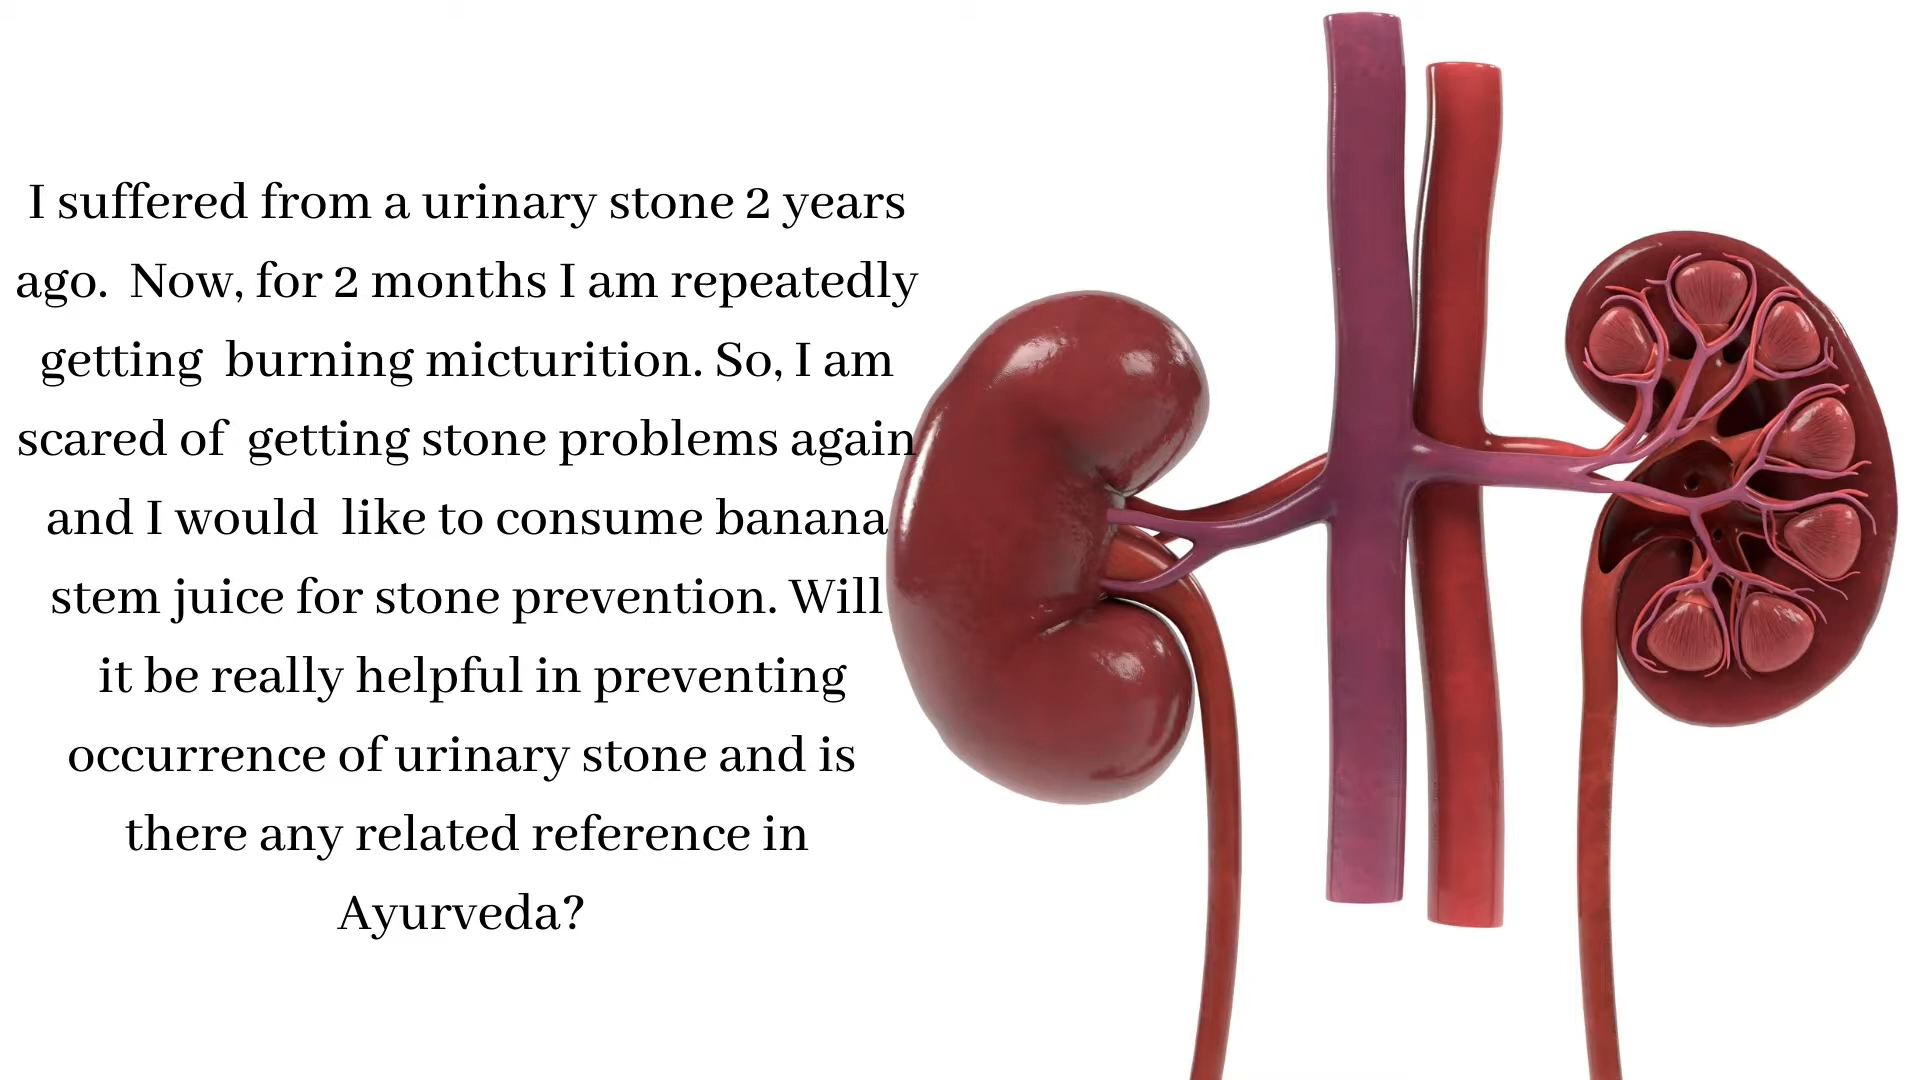 I suffered from a urinary stone 2 years
ago. Now, for 2 months I am repeatedly
getting burning micturition. So, I am
scared of getting stone problems again
and I would like to consume banana
stem juice for stone prevention. Will
it be really helpful in preventing
occurrence of urinary stone and is
there any related reference in
Ayurveda?